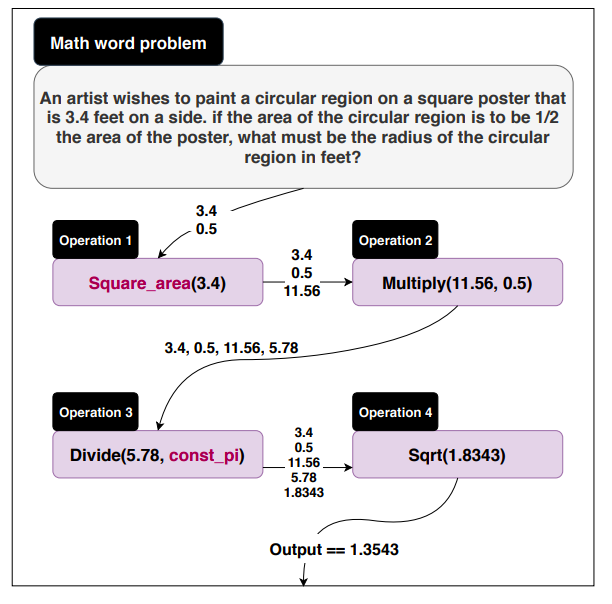 Math word problem
An artist wishes to paint a circular region on a square poster that
is 3.4 feet on a side. if the area of the circular region is to be 1/2
the area of the poster, what must be the radius of the circular
region in feet?
3.4
0.5
Operation 1
Square_area(3.4)
3.4
0.5
11.56
Operation 2
Multiply(11.56, 0.5)
3.4, 0.5, 11.56, 5.78
Operation 3
Divide(5.78, const_pi)
3.4
0.5
11.56
5.78
1.8343
Operation 4
Sqrt(1.8343)
Output == 1.3543